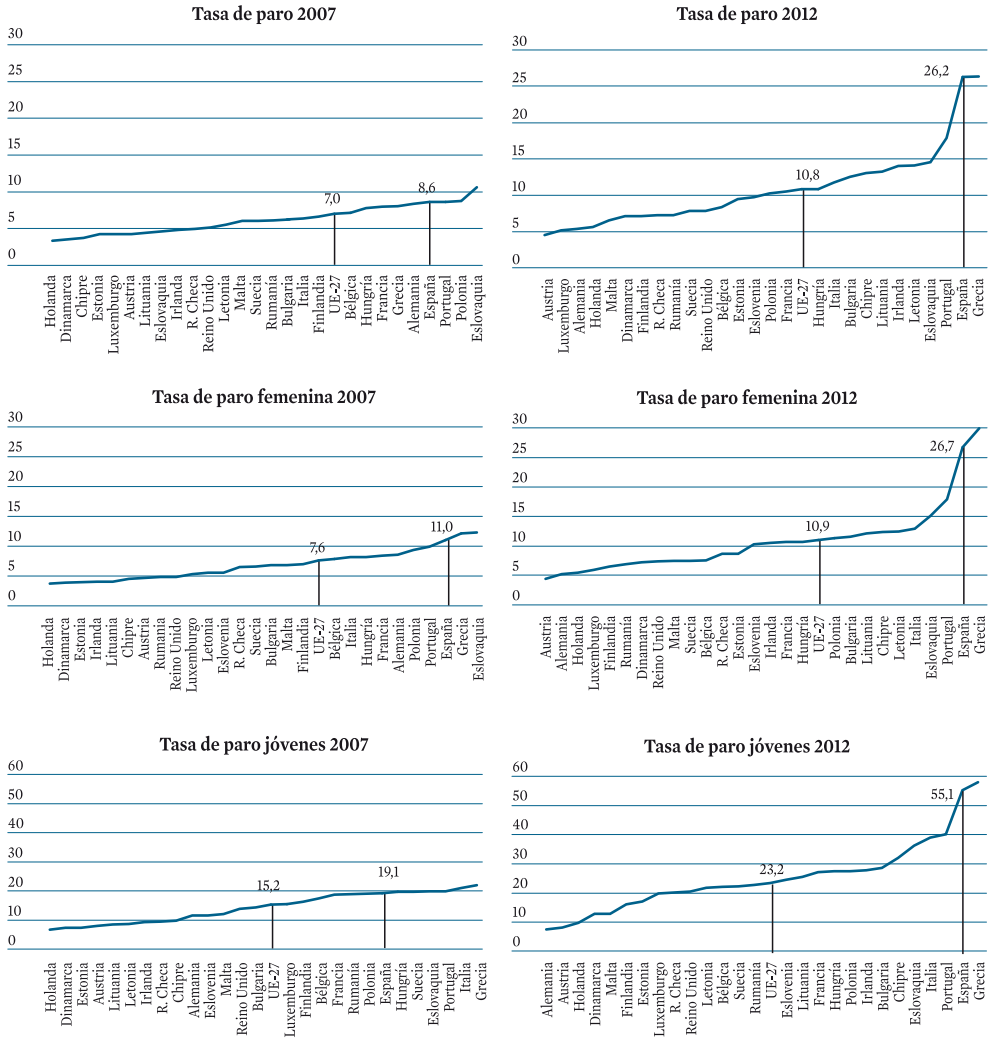 Tasa de paro 2007
30
25
20
15
10
5
0
7,0
8,6
Holanda
Dinamarca
Chipre
Estonia
Luxemburgo
Austria
Lituania
Eslovaquia
Irlanda
R. Checa
Reino Unido
Letonia
Malta
Suecia
Rumanía
Bulgaria
Italia
Finlandia
UE-27
Bélgica
Hungría
Francia
Grecia
Alemania
España
Portugal
Polonia
Eslovaquia
Tasa de paro 2012
30
25
20
15
10
5
0
10,8
26,2
Austria
Luxemburgo
Alemania
Holanda
Malta
Dinamarca
Finlandia
R. Checa
Rumanía
Suecia
Reino Unido
Bélgica
Estonia
Eslovenia
Polonia
Francia
UE-27
Hungría
Italia
Bulgaria
Chipre
Lituania
Irlanda
Letonia
Eslovaquia
Portugal
España
Grecia
Tasa de paro femenina 2007
30
25
20
15
10
5
0
7,6
11,0
Holanda
Dinamarca
Estonia
Irlanda
Lituania
Chipre
Austria
Rumanía
Reino Unido
Luxemburgo
Letonia
Eslovenia
R. Checa
Suecia
Bulgaria
Malta
Finlandia
UE-27
Bélgica
Italia
Hungría
Francia
Alemania
Polonia
Portugal
España
Grecia
Eslovaquia
Tasa de paro femenina 2012
30
25
20
15
10
5
0
10,9
26,7
Austria
Alemania
Holanda
Luxemburgo
Finlandia
Rumanía
Dinamarca
Reino Unido
Malta
Suecia
Bélgica
R. Checa
Estonia
Eslovenia
Irlanda
Francia
Hungría
UE-27
Polonia
Bulgaria
Lituania
Chipre
Letonia
Italia
Eslovaquia
Portugal
España
Grecia
Tasa de paro jóvenes 2007
60
50
40
30
20
10
0
15,2
19,1
Holanda
Dinamarca
Estonia
Austria
Lituania
Letonia
Irlanda
R. Checa
Chipre
Alemania
Eslovenia
Malta
Reino Unido
Bulgaria
UE-27
Luxemburgo
Finlandia
Bélgica
Francia
Rumanía
Polonia
España
Hungría
Suecia
Eslovaquia
Portugal
Italia
Grecia
Tasa de paro jóvenes 2012
60
50
40
30
20
10
0
23,2
55,1
Alemania
Austria
Holanda
Dinamarca
Malta
Finlandia
Estonia
Luxemburgo
R. Checa
Reino Unido
Letonia
Bélgica
Suecia
Rumanía
UE-27
Eslovenia
Lituania
Francia
Hungría
Polonia
Irlanda
Bulgaria
Chipre
Eslovaquia
Italia
Portugal
España
Grecia